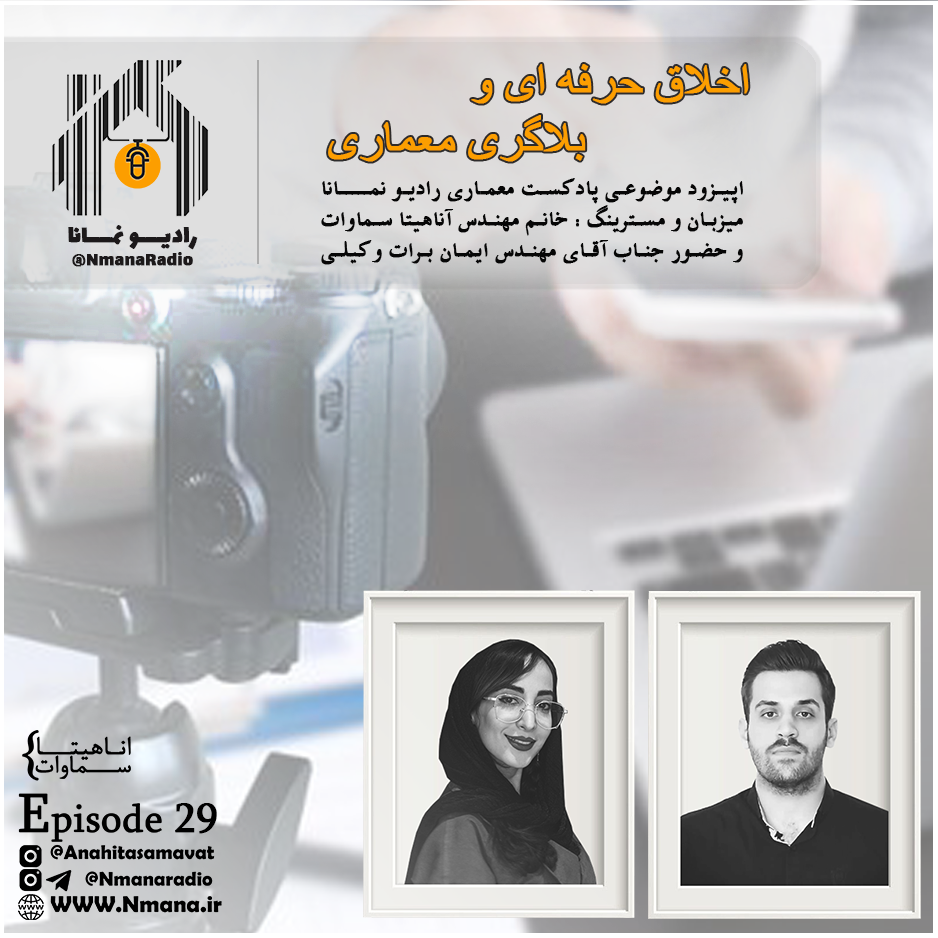 اخلاق حرفه ای و
بلاگری معماری
اپیزود موضوعی پادکست معماری رادیو نمانا
میزبان و مسترینگ : خانم مهندس آناهیتا سماوات
و حضور جناب آقای مهندس ایمان برات وکیلی
رادیو نمانا
@NmanaRadio
اناهیتا
سماوات
Episode 29
@Anahitasamavat
@Nmanaradio
WWW.Nmana.ir